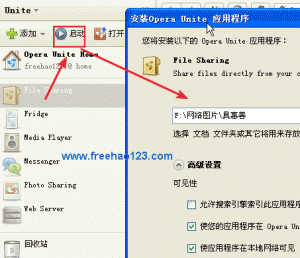 Unite
添加
启动
打开
Opera Unite Home
freehao123 @ home
File Sharing
Fridge
Media Player
Messenger
Photo Sharing
Web Server
回收站
www.freehao123.com
安装Opera Unite 应用程序
您将安装以下的 Opera Unite 应用程序:
File Sharing
Share files directly from your c
F:\网络图片\真善善
选择 文档 文件夹或其它将用来存放
高级设置
可见性
允许搜索引擎索引此应用程序
使您的应用程序在 Opera Un
使应用程序在本地网络可见